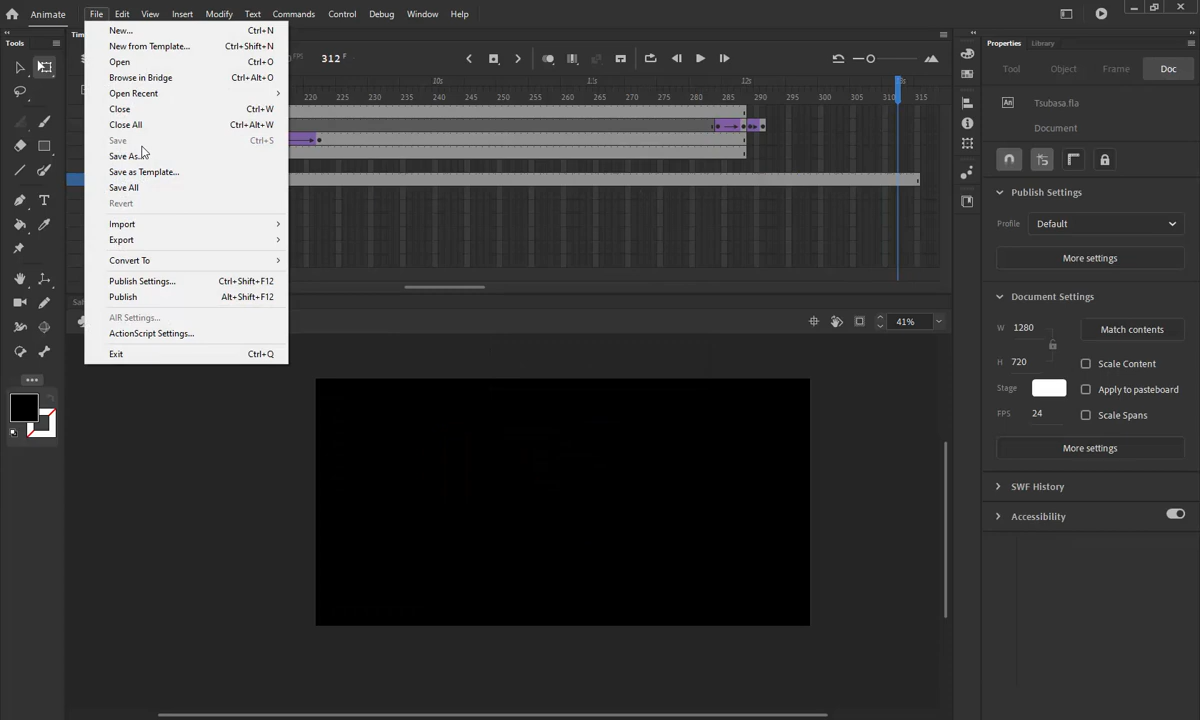 Animate File Edit View Insert Modify Text Commands Control Debug Window Help
Tools
New... Ctrl+N
New from Template... Ctrl+Shift+N
Open Ctrl+O
Browse in Bridge Ctrl+Alt+O
Open Recent
Close Ctrl+W
Close All Ctrl+Alt+W
Save Ctrl+S
Save As...
Save as Template...
Save All
Revert
Import
Export
Convert To
Publish Settings... Ctrl+Shift+F12
Publish Alt+Shift+F12
AIR Settings...
ActionScript Settings...
Exit Ctrl+Q
FPS 312 F
10s 11s 12s
220 225 230 235 240 245 250 255 260 265 270 275 280 285 290 295 300 305 310 315
41%
Properties Library
Tool Object Frame Doc
An Tsubasa.fla
Document
Publish Settings
Profile Default
More settings
Document Settings
W 1280 Match contents
H 720 Scale Content
Stage Apply to pasteboard
FPS 24 Scale Spans
More settings
SWF History
Accessibility